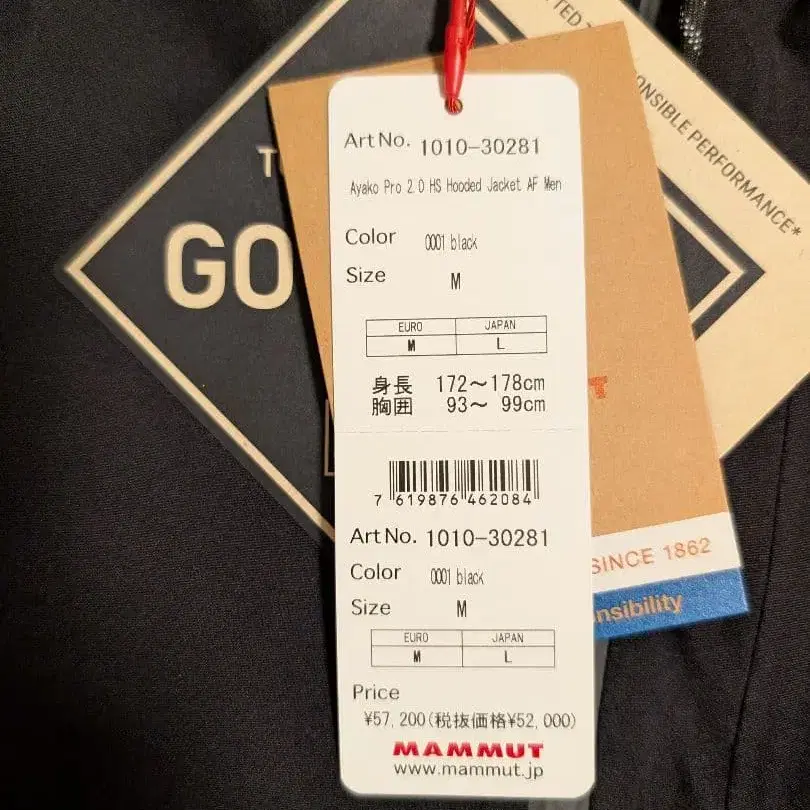 GO
RESPONSIBLE PERFORMANCE*
Art No. 1010-30281
Ayako Pro 2.0 HS Hooded Jacket AF Men
Color 0001 black
Size M
EURO JAPAN
M L
身長 172～178cm
胸囲 93～ 99cm
7 619876 462084
Art No. 1010-30281
Color 0001 black
Size M
EURO JAPAN
M L
Price
¥57,200(税抜価格¥52,000)
MAMMUT
www.mammut.jp
SINCE 1862
nsibility